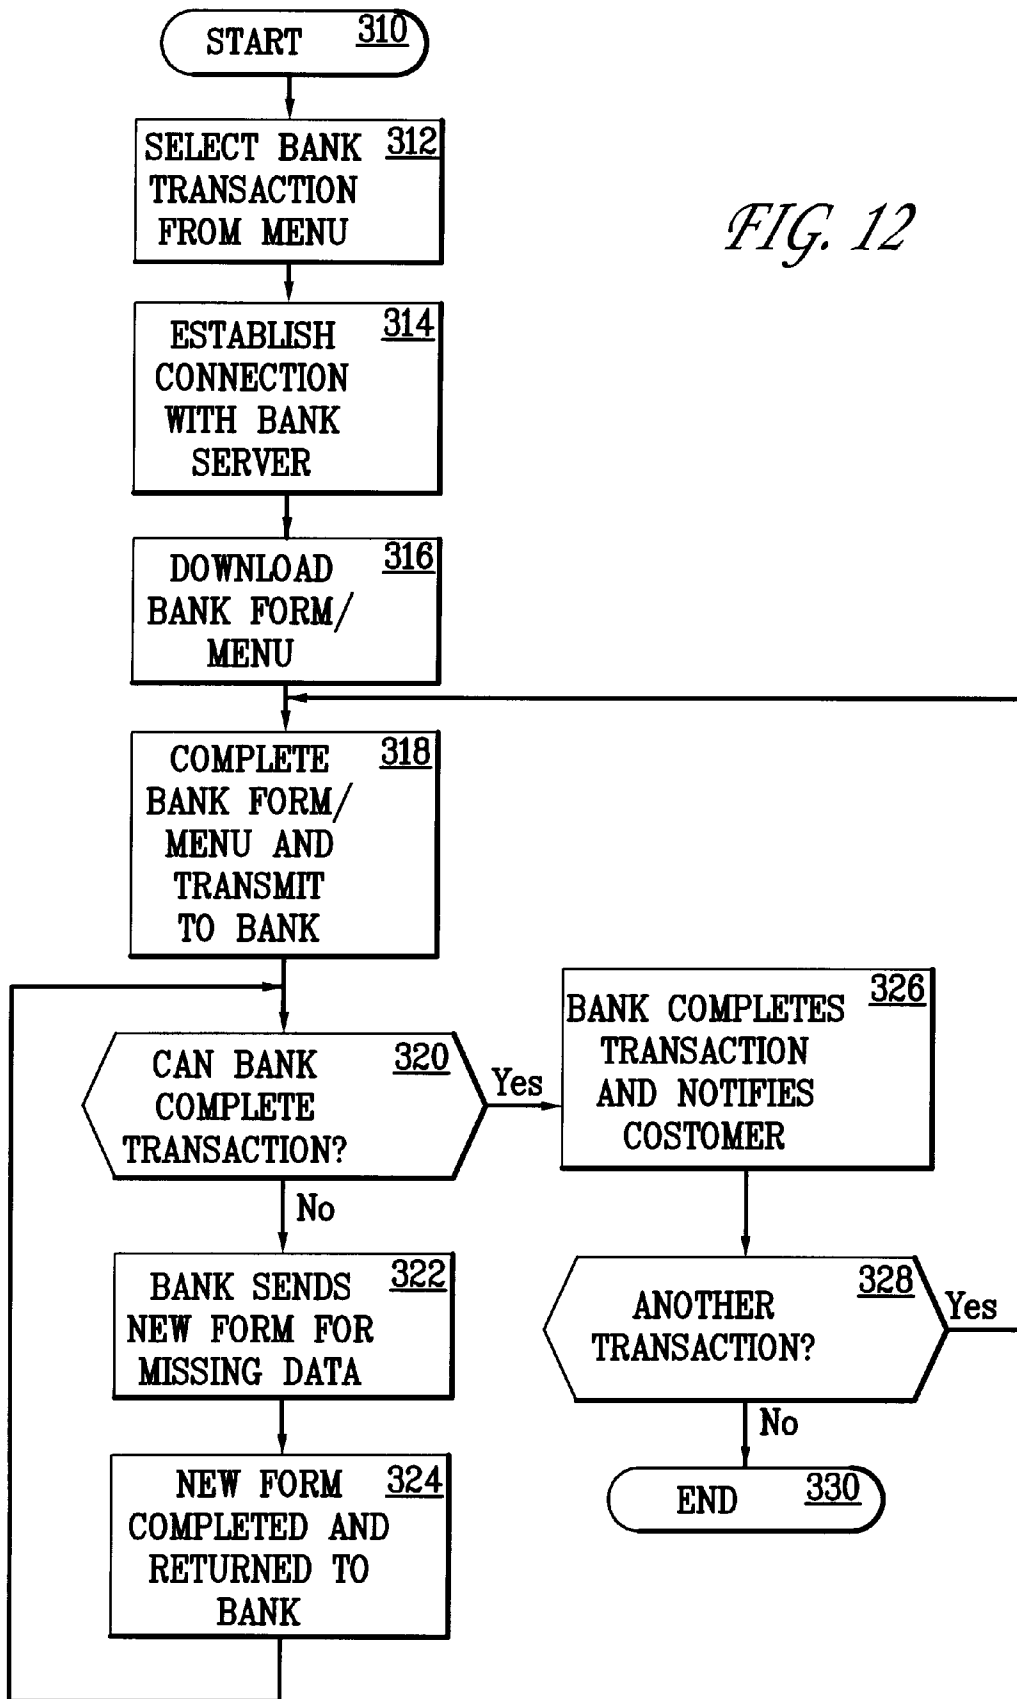 START 310
SELECT BANK 312
TRANSACTION
FROM MENU
FIG. 12
ESTABLISH 314
CONNECTION
WITH BANK
SERVER
DOWNLOAD 316
BANK FORM/
MENU
COMPLETE 318
BANK FORM/
MENU AND
TRANSMIT
TO BANK
CAN BANK 320
COMPLETE
TRANSACTION?
Yes
No
BANK COMPLETES 326
TRANSACTION
AND NOTIFIES
COSTOMER
BANK SENDS 322
NEW FORM FOR
MISSING DATA
NEW FORM 324
COMPLETED AND
RETURNED TO
BANK
ANOTHER 328
TRANSACTION?
Yes
No
END 330